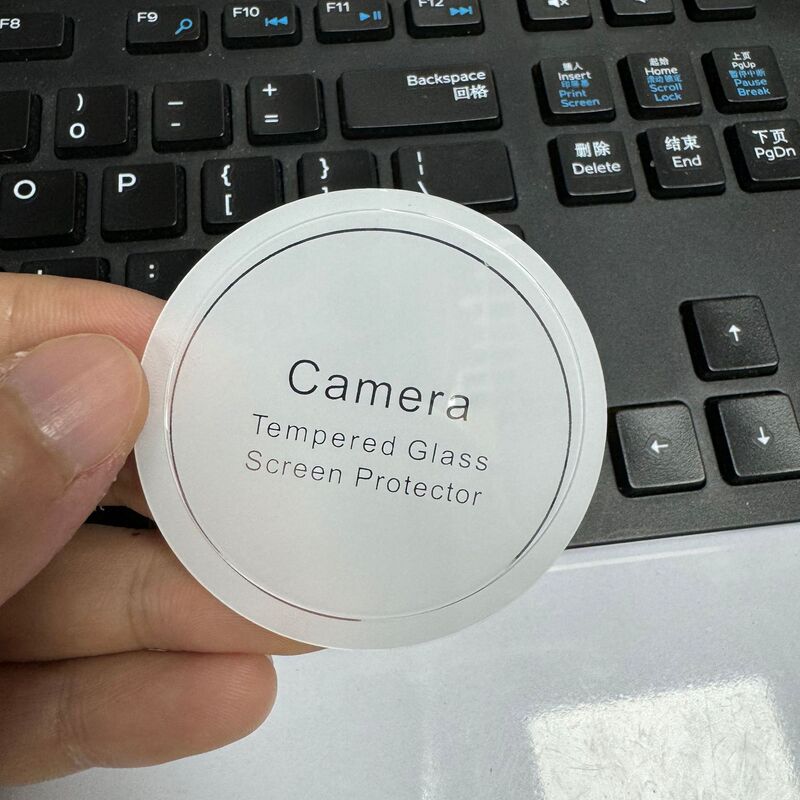 F8
F9
F10
F11
F12
)
0
_
-
+
=
Backspace
回格
插入
Insert
印屏幕
Print
Screen
起始
Home
滚动锁定
Scroll
Lock
上页
PgUp
暂停中断
Pause
Break
O
P
{
[
}
|
\
删除
Delete
结束
End
下页
PgDn
:
↑
←
↓
Camera
Tempered Glass
Screen Protector